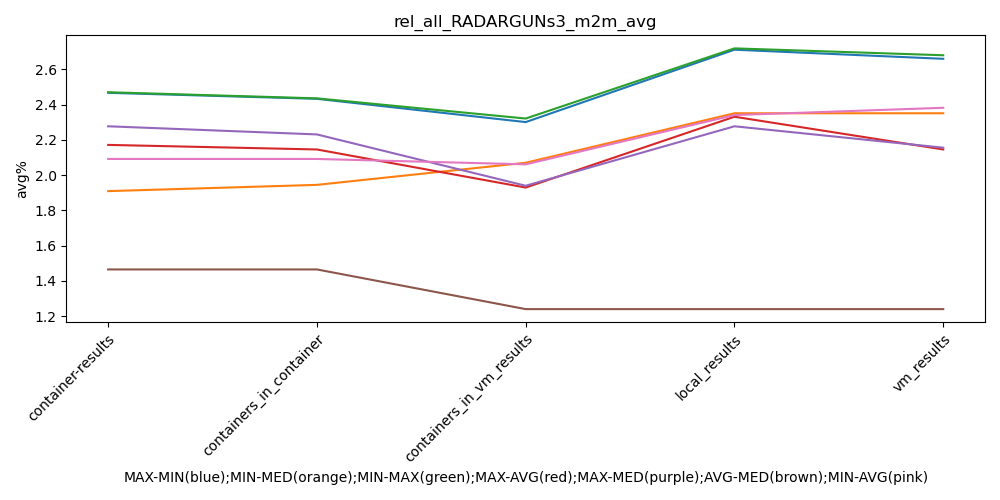 rel_all_RADARGUNs3_m2m_avg
avg%
2.6
2.4
2.2
2.0
1.8
1.6
1.4
1.2
container-results
containers_in_container
containers_in_vm_results
local_results
vm_results
MAX-MIN(blue);MIN-MED(orange);MIN-MAX(green);MAX-AVG(red);MAX-MED(purple);AVG-MED(brown);MIN-AVG(pink)